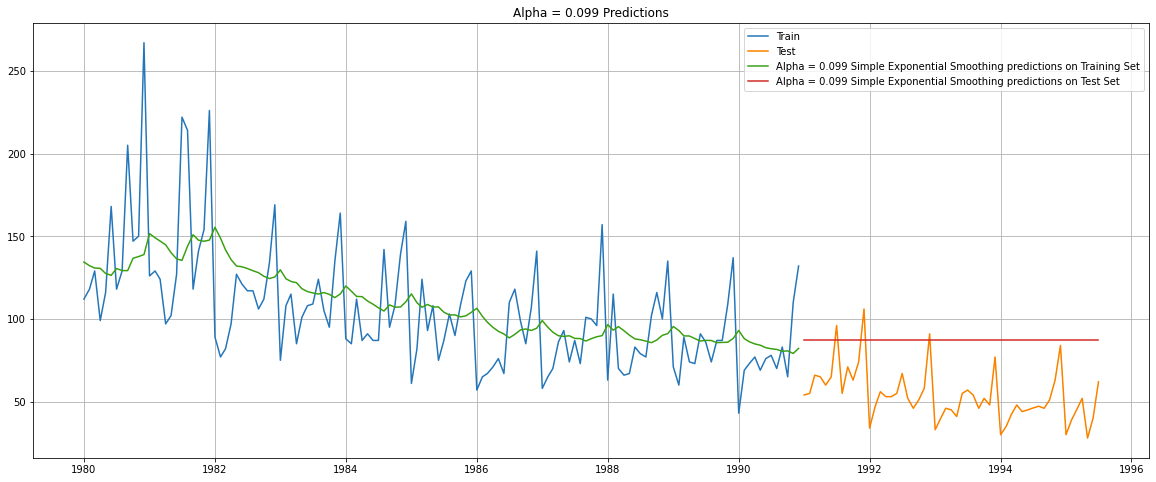 Alpha = 0.099 Predictions
Train
Test
Alpha = 0.099 Simple Exponential Smoothing predictions on Training Set
Alpha = 0.099 Simple Exponential Smoothing predictions on Test Set
250
200
150
100
50
1980 1982 1984 1986 1988 1990 1992 1994 1996